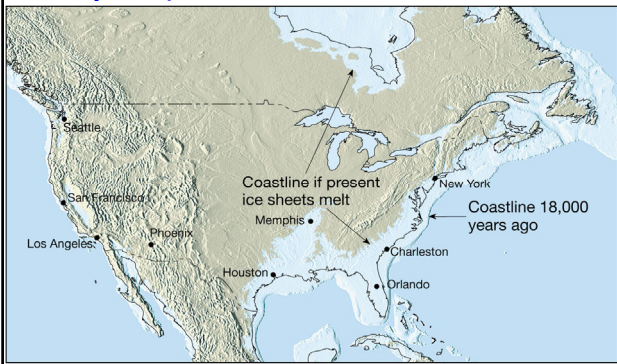 Seattle
San Francisco
Los Angeles
Phoenix
Coastline if present
ice sheets melt
Memphis
Houston
New York
Coastline 18,000
years ago
Charleston
Orlando